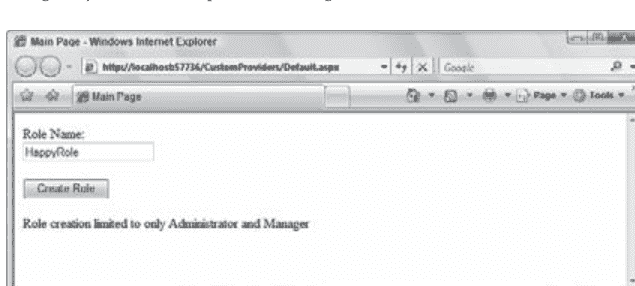 Main Page - Windows Internet Explorer
http://localhost:57736/CustomProviders/Default.aspx
Google
Main Page
Page
Tools
Role Name:
HappyRole
Create Role
Role creation limited to only Administrator and Manager